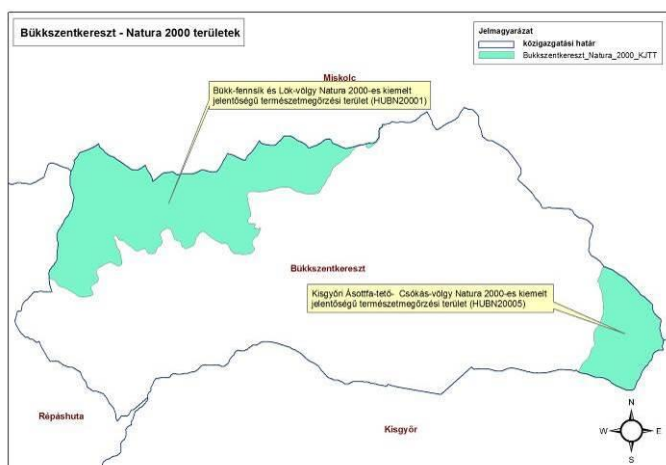 Bükkszentkereszt - Natura 2000 területek
Jelmagyarázat
közigazgatási határ
Bukkszentkereszt_Natura_2000_KJTT
Miskolc
Bükk-fennsík és Lök-völgy Natura 2000-es kiemelt
jelentőségű természetmegőrzési terület (HUBN20001)
Bükkszentkereszt
Kisgyőri Ásottfa-tető- Csókás-völgy Natura 2000-es kiemelt
jelentőségű természetmegőrzési terület (HUBN20005)
Répáshuta
Kisgyőr
N
W E
S